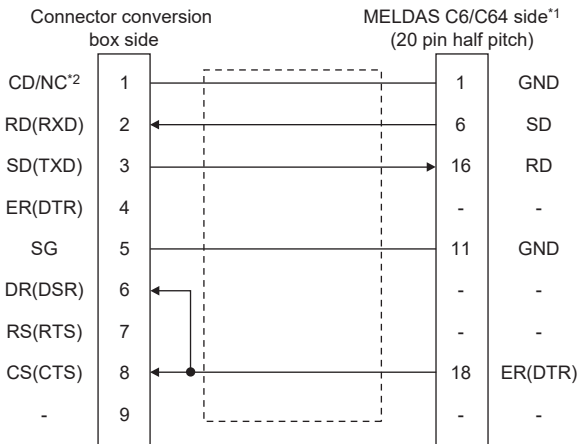 Connector conversion box side
MELDAS C6/C64 side*1 (20 pin half pitch)
CD/NC*2 1 1 GND
RD(RXD) 2 6 SD
SD(TXD) 3 16 RD
ER(DTR) 4 - -
SG 5 11 GND
DR(DSR) 6 - -
RS(RTS) 7 - -
CS(CTS) 8 18 ER(DTR)
- 9 - -